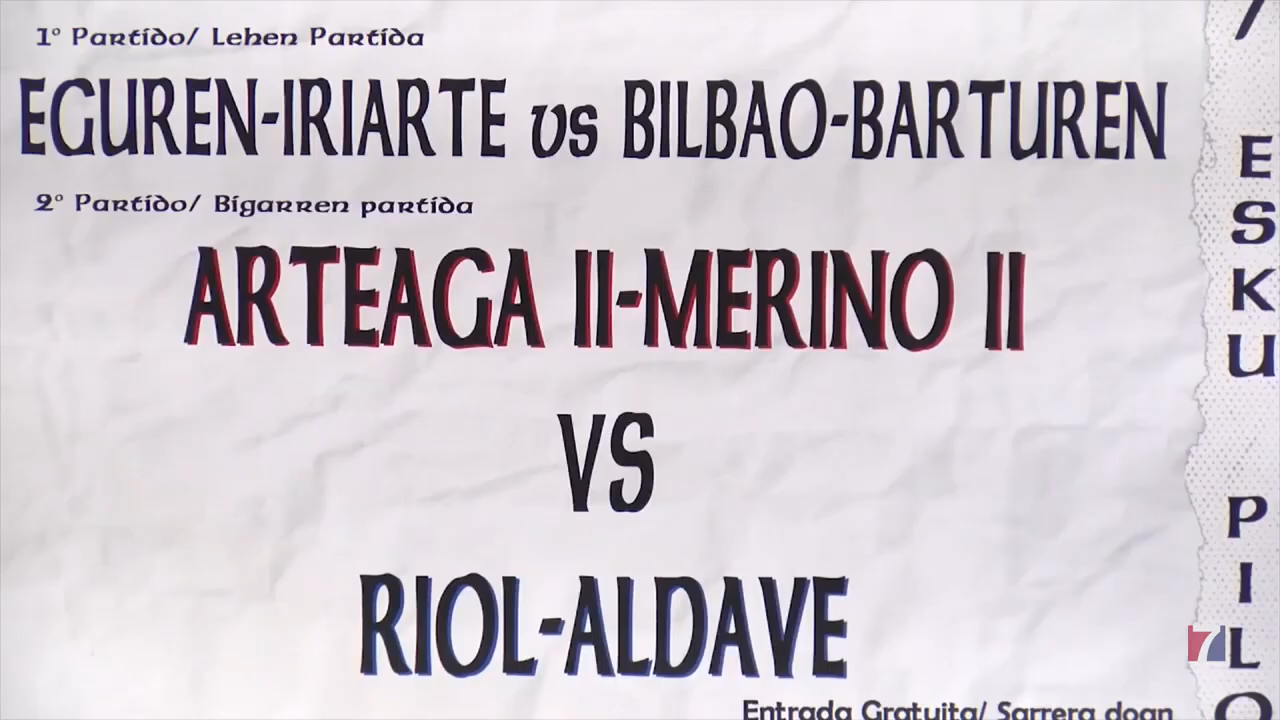 1º Partido/ Lehen Partida
EGUREN-IRIARTE vs BILBAO-BARTUREN
2º Partido/ Bigarren partida
ARTEAGA II-MERINO II
VS
RIOL-ALDAVE
Entrada Gratuita/ Sarrera doan
/ ESKU PILO
7